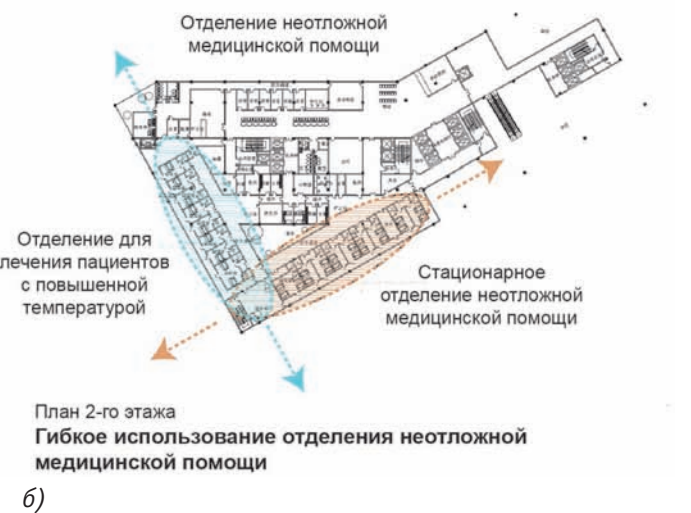 Отделение неотложной
медицинской помощи
Отделение для
лечения пациентов
с повышенной
температурой
Стационарное
отделение неотложной
медицинской помощи
План 2-го этажа
Гибкое использование отделения неотложной
медицинской помощи
б)